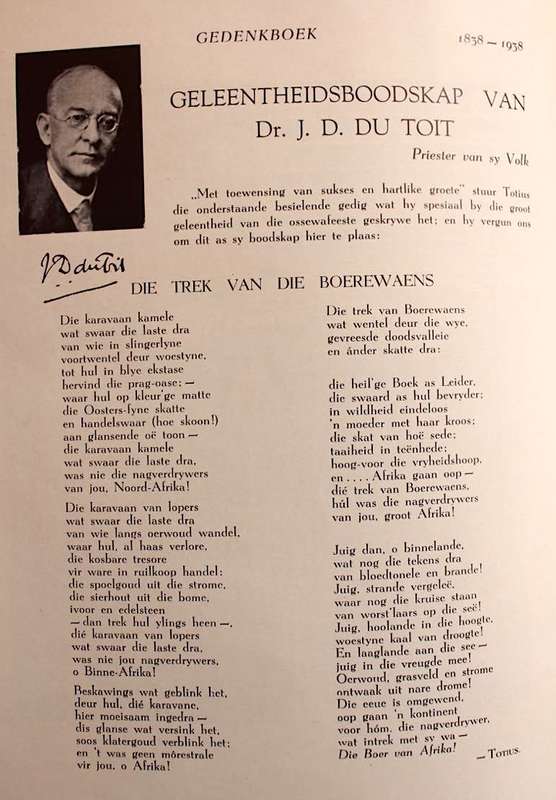 GEDENKBOEK
1838 — 1938
GELEENTHEIDSBOODSKAP VAN
Dr. J. D. DU TOIT
Priester van sy Volk
„Met toewensing van sukses en hartlike groete" stuur Totius
die onderstaande besielende gedig wat hy spesiaal by die groot
geleentheid van die ossewafeeste geskrywe het; en hy vergun ons
om dit as sy boodskap hier te plaas:
J D du Toit
DIE TREK VAN DIE BOEREWAENS
Die karavaan kamele
wat swaar die laste dra
van wie in slingerlyne
voortwentel deur woestyne,
tot hul in blye ekstase
hervind die prag-oase; —
waar hul op kleur'ge matte
die Oosters-fyne skatte
en handelswaar (hoe skoon!)
aan glansende oë toon —
die karavaan kamele
wat swaar die laste dra,
was nie die nagverdrywers
van jou, Noord-Afrika!
Die karavaan van lopers
wat swaar die laste dra
van wie langs oerwoud wandel,
waar hul, al haas verlore,
die kosbare tresore
vir ware in ruilkoop handel:
die spoelgoud uit die strome,
die sierhout uit die bome,
ivoor en edelsteen
— dan trek hul ylings heen —,
dié karavaan van lopers
wat swaar die laste dra,
was nie jou nagverdrywers,
o Binne-Afrika!
Beskawings wat geblink het,
deur hul, dié karavane,
hier moeisaam ingedra —
dis glanse wat versink het,
soos klatergoud verblink het;
en 't was geen môrestrale
vir jou, o Afrika!
Die trek van Boerewaens
wat wentel deur die wye,
gevreesde doodsvalleie
en ánder skatte dra:
die heil'ge Boek as Leider,
die swaard as hul bevryder;
in wildheid eindeloos
'n moeder met haar kroos;
die skat van hoë sede;
taaiheid in teënhede;
hoog-voor die vryheidshoop,
en . . . . Afrika gaan oop —
dié trek van Boerewaens,
húl was die nagverdrywers
van jou, groot Afrika!
Juig dan, o binnelande,
wat nog die tekens dra
van bloedtonele en brande!
Juig, strande vergeleë,
waar nog die kruise staan
van worst'laars op die seë!
Juig, hoolande in die hoogte,
woestyne kaal van droogte!
En laaglande aan die see —
juig in die vreugde mee!
Oerwoud, grasveld en strome
ontwaak uit nare drome!
Die eeue is omgewend,
oop gaan 'n kontinent
vir hóm, die nagverdrywer,
wat intrek met sy wa —
Die Boer van Afrika!
— TOTIUS.